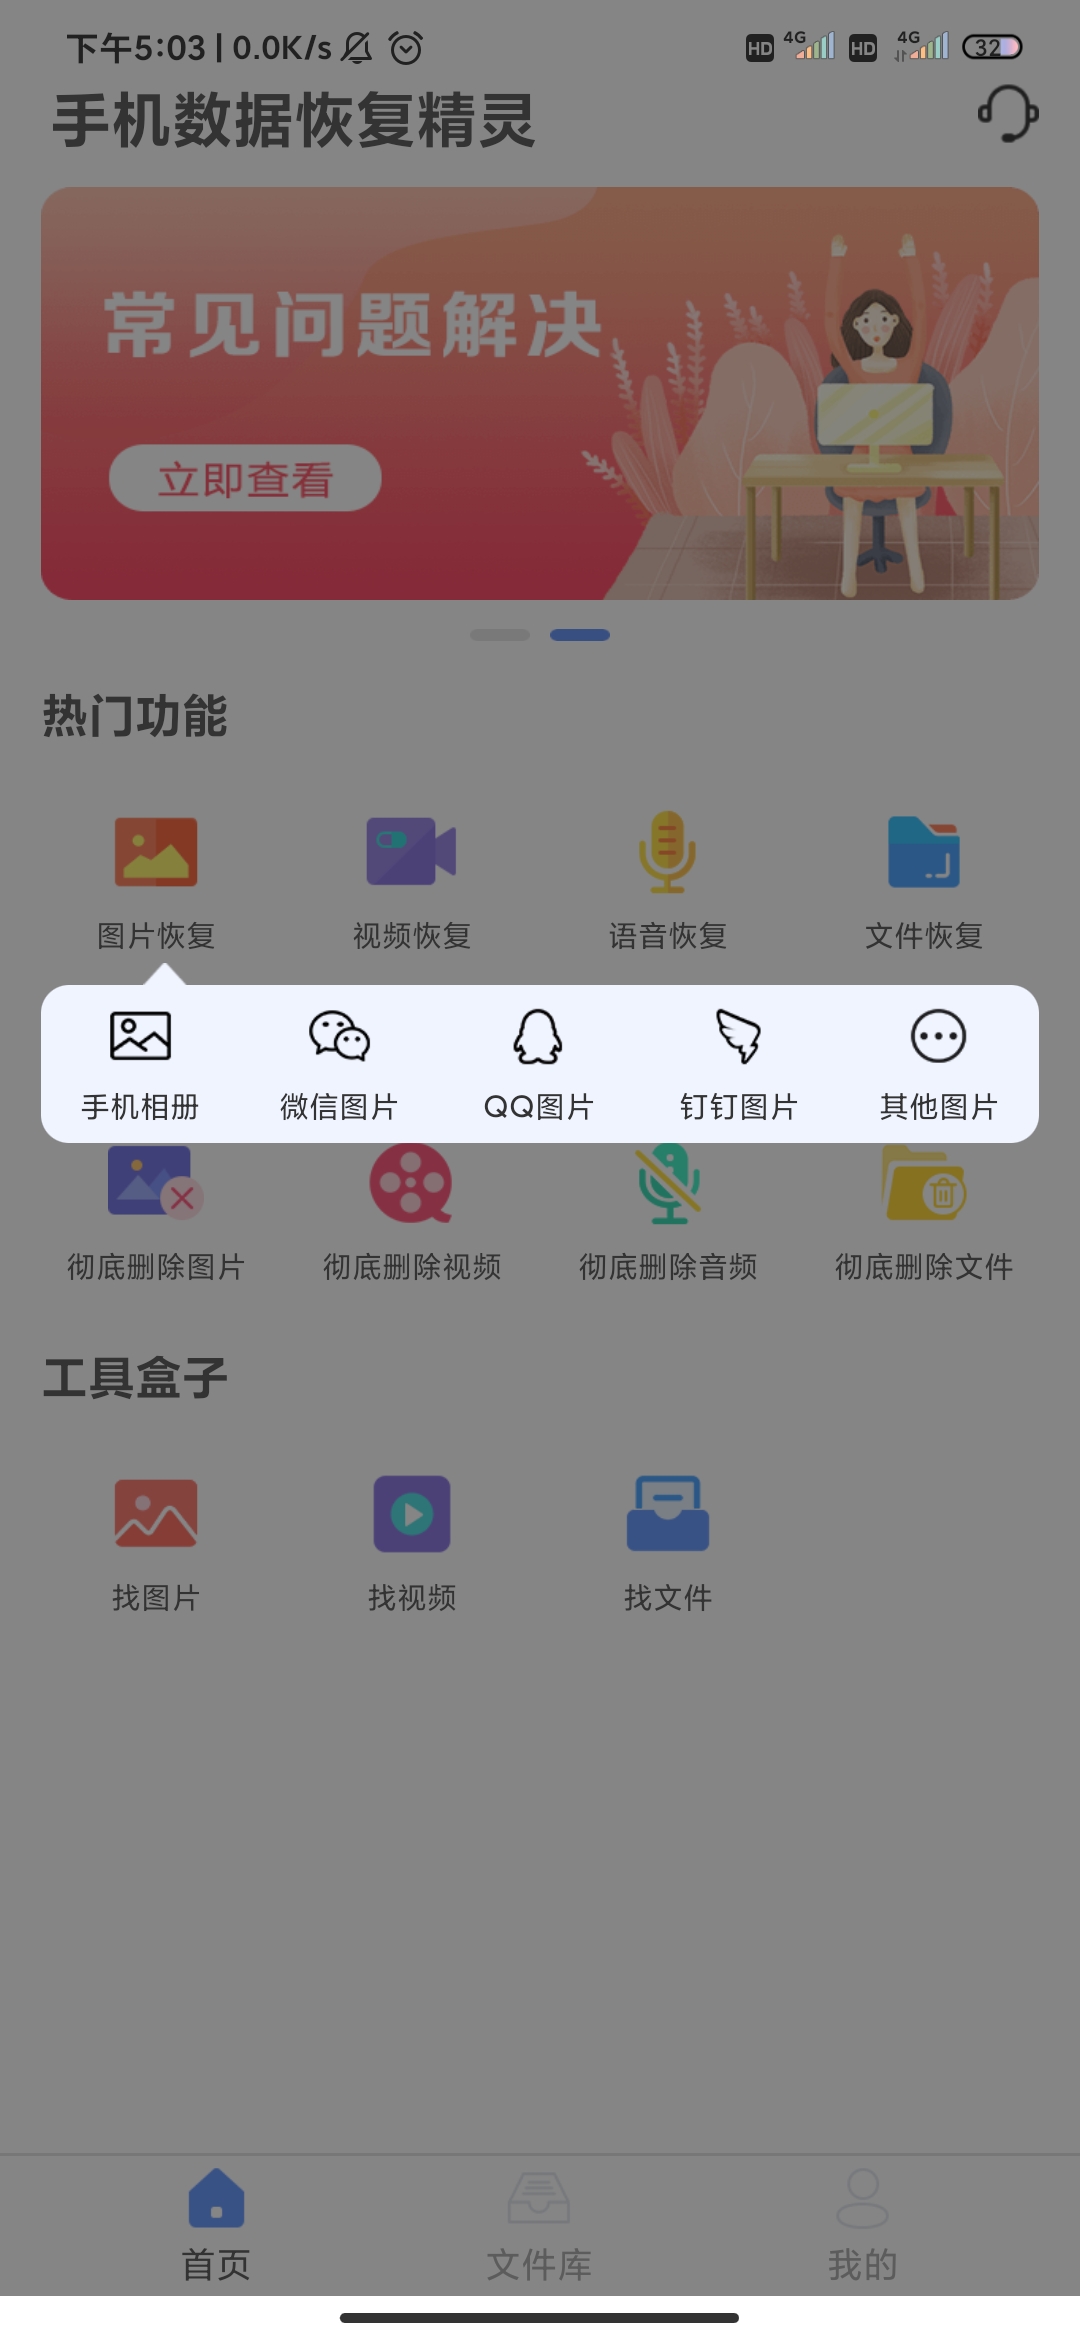 下午5:03 | 0.0K/s
HD 4G HD 4G 32
手机数据恢复精灵
常见问题解决
立即查看
热门功能
图片恢复 视频恢复 语音恢复 文件恢复
手机相册 微信图片 QQ图片 钉钉图片 其他图片
彻底删除图片 彻底删除视频 彻底删除音频 彻底删除文件
工具盒子
找图片 找视频 找文件
首页 文件库 我的